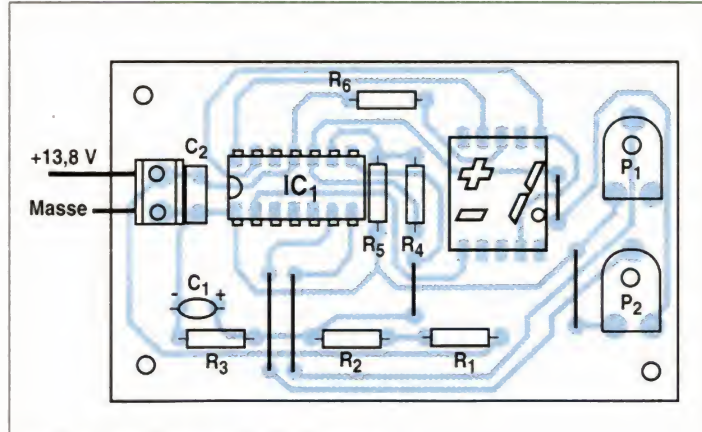 R6
+13,8 V
C2
IC1
P1
Masse
R5
R4
P2
- C1 +
R3
R2
R1